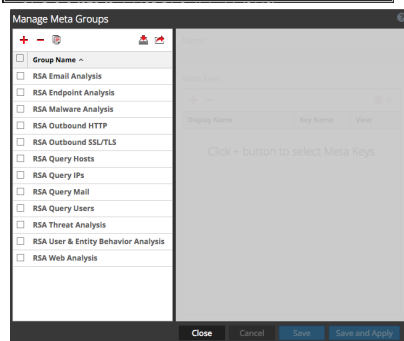 Manage Meta Groups
Group Name
RSA Email Analysis
RSA Endpoint Analysis
RSA Malware Analysis
RSA Outbound HTTP
RSA Outbound SSL/TLS
RSA Query Hosts
RSA Query IPs
RSA Query Mail
RSA Query Users
RSA Threat Analysis
RSA User & Entity Behavior Analysis
RSA Web Analysis
Name
Meta Keys
Display Name Key Name View
Click + button to select Meta Keys
Close Cancel Save Save and Apply